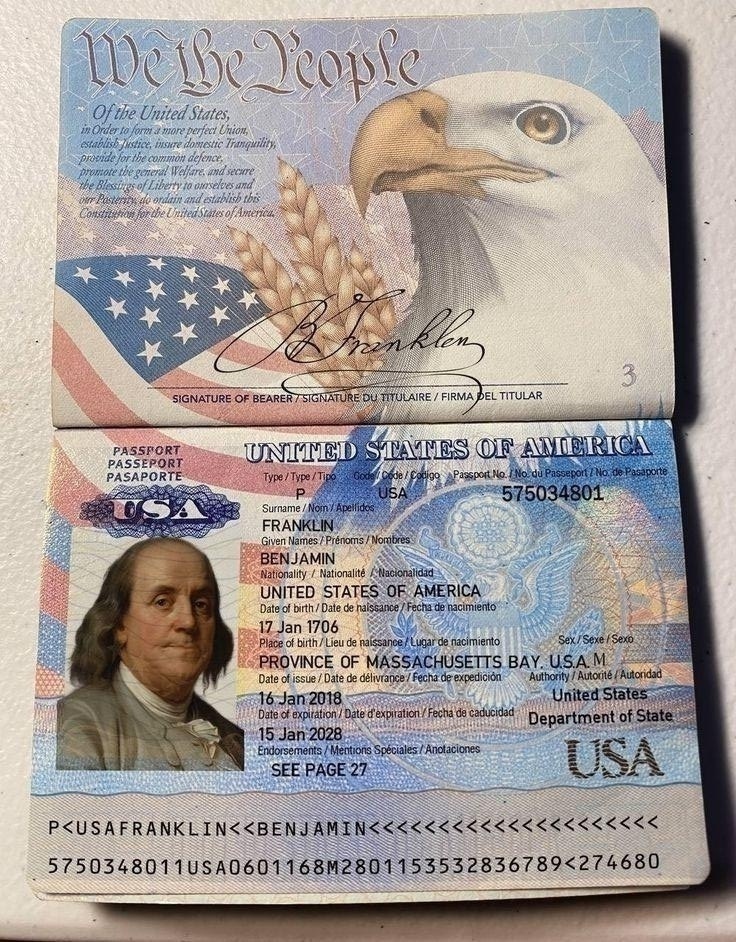 We the People
Of the United States,
in Order to form a more perfect Union,
establish Justice, insure domestic Tranquility,
provide for the common defence,
promote the general Welfare, and secure
the Blessings of Liberty to ourselves and
our Posterity, do ordain and establish this
Constitution for the United States of America.
B Franklin
SIGNATURE OF BEARER / SIGNATURE DU TITULAIRE / FIRMA DEL TITULAR
3
PASSPORT
PASSEPORT
PASAPORTE
USA
UNITED STATES OF AMERICA
Type / Type / Tipo Code / Code / Codigo Passport No. / No. du Passeport / No. de Pasaporte
P USA 575034801
Surname / Nom / Apellidos
FRANKLIN
Given Names / Prénoms / Nombres
BENJAMIN
Nationality / Nationalité / Nacionalidad
UNITED STATES OF AMERICA
Date of birth / Date de naissance / Fecha de nacimiento
17 Jan 1706
Place of birth / Lieu de naissance / Lugar de nacimiento Sex / Sexe / Sexo
PROVINCE OF MASSACHUSETTS BAY. U.S.A. M
Date of issue / Date de délivrance / Fecha de expedición Authority / Autorité / Autoridad
16 Jan 2018 United States
Date of expiration / Date d'expiration / Fecha de caducidad Department of State
15 Jan 2028
Endorsements / Mentions Spéciales / Anotaciones
SEE PAGE 27 USA
P<USAFRANKLIN<<BENJAMIN<<<<<<<<<<<<<<<<<<<<<
5750348011USA0601168M2801153532836789<274680